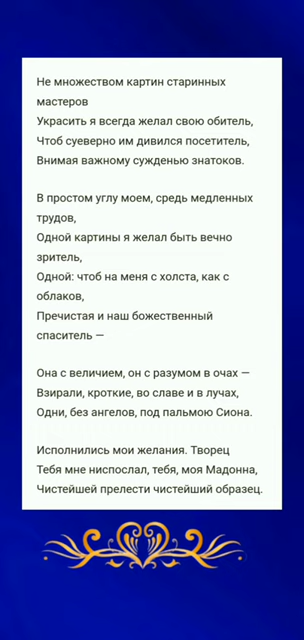 Не множеством картин старинных
мастеров
Украсить я всегда желал свою обитель,
Чтоб суеверно им дивился посетитель,
Внимая важному сужденью знатоков.
В простом углу моем, средь медленных
трудов,
Одной картины я желал быть вечно
зритель,
Одной: чтоб на меня с холста, как с
облаков,
Пречистая и наш божественный
спаситель —
Она с величием, он с разумом в очах —
Взирали, кроткие, во славе и в лучах,
Одни, без ангелов, под пальмою Сиона.
Исполнились мои желания. Творец
Тебя мне ниспослал, тебя, моя Мадонна,
Чистейшей прелести чистейший образец.